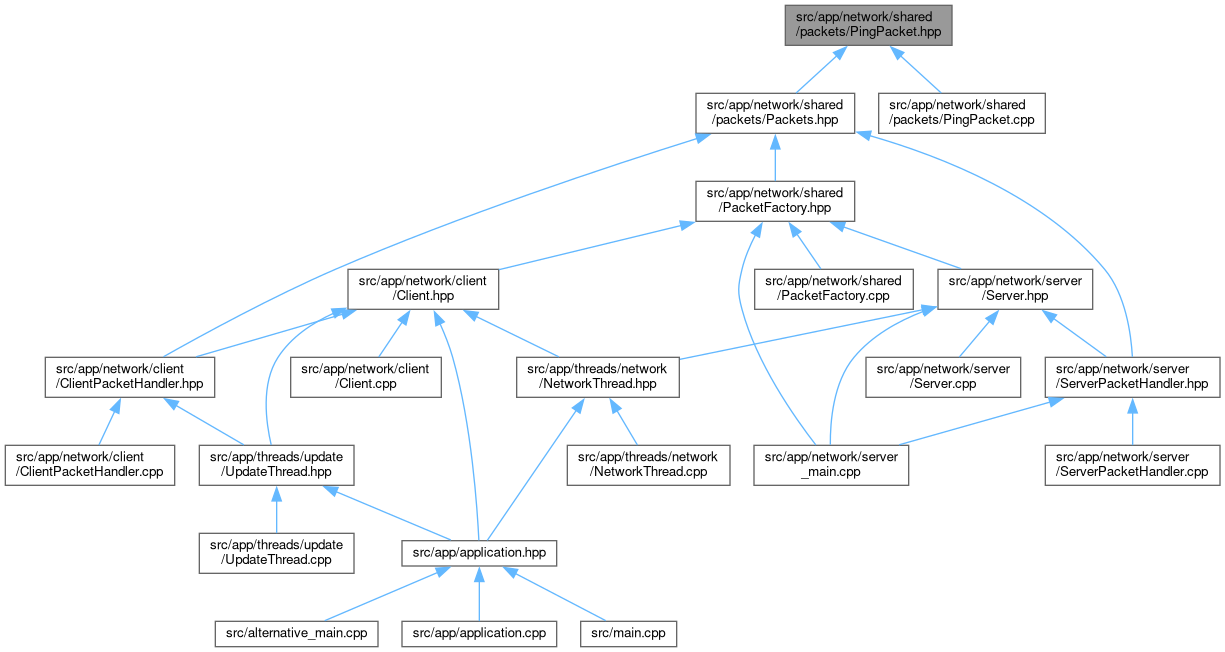 src/app/network/shared
/packets/PingPacket.hpp
src/app/network/shared
/packets/Packets.hpp
src/app/network/shared
/packets/PingPacket.cpp
src/app/network/shared
/PacketFactory.hpp
src/app/network/client
/Client.hpp
src/app/network/shared
/PacketFactory.cpp
src/app/network/server
/Server.hpp
src/app/network/client
/ClientPacketHandler.hpp
src/app/network/client
/Client.cpp
src/app/threads/network
/NetworkThread.hpp
src/app/network/server
/Server.cpp
src/app/network/server
/ServerPacketHandler.hpp
src/app/network/client
/ClientPacketHandler.cpp
src/app/threads/update
/UpdateThread.hpp
src/app/threads/network
/NetworkThread.cpp
src/app/network/server
_main.cpp
src/app/network/server
/ServerPacketHandler.cpp
src/app/threads/update
/UpdateThread.cpp
src/app/application.hpp
src/alternative_main.cpp
src/app/application.cpp
src/main.cpp